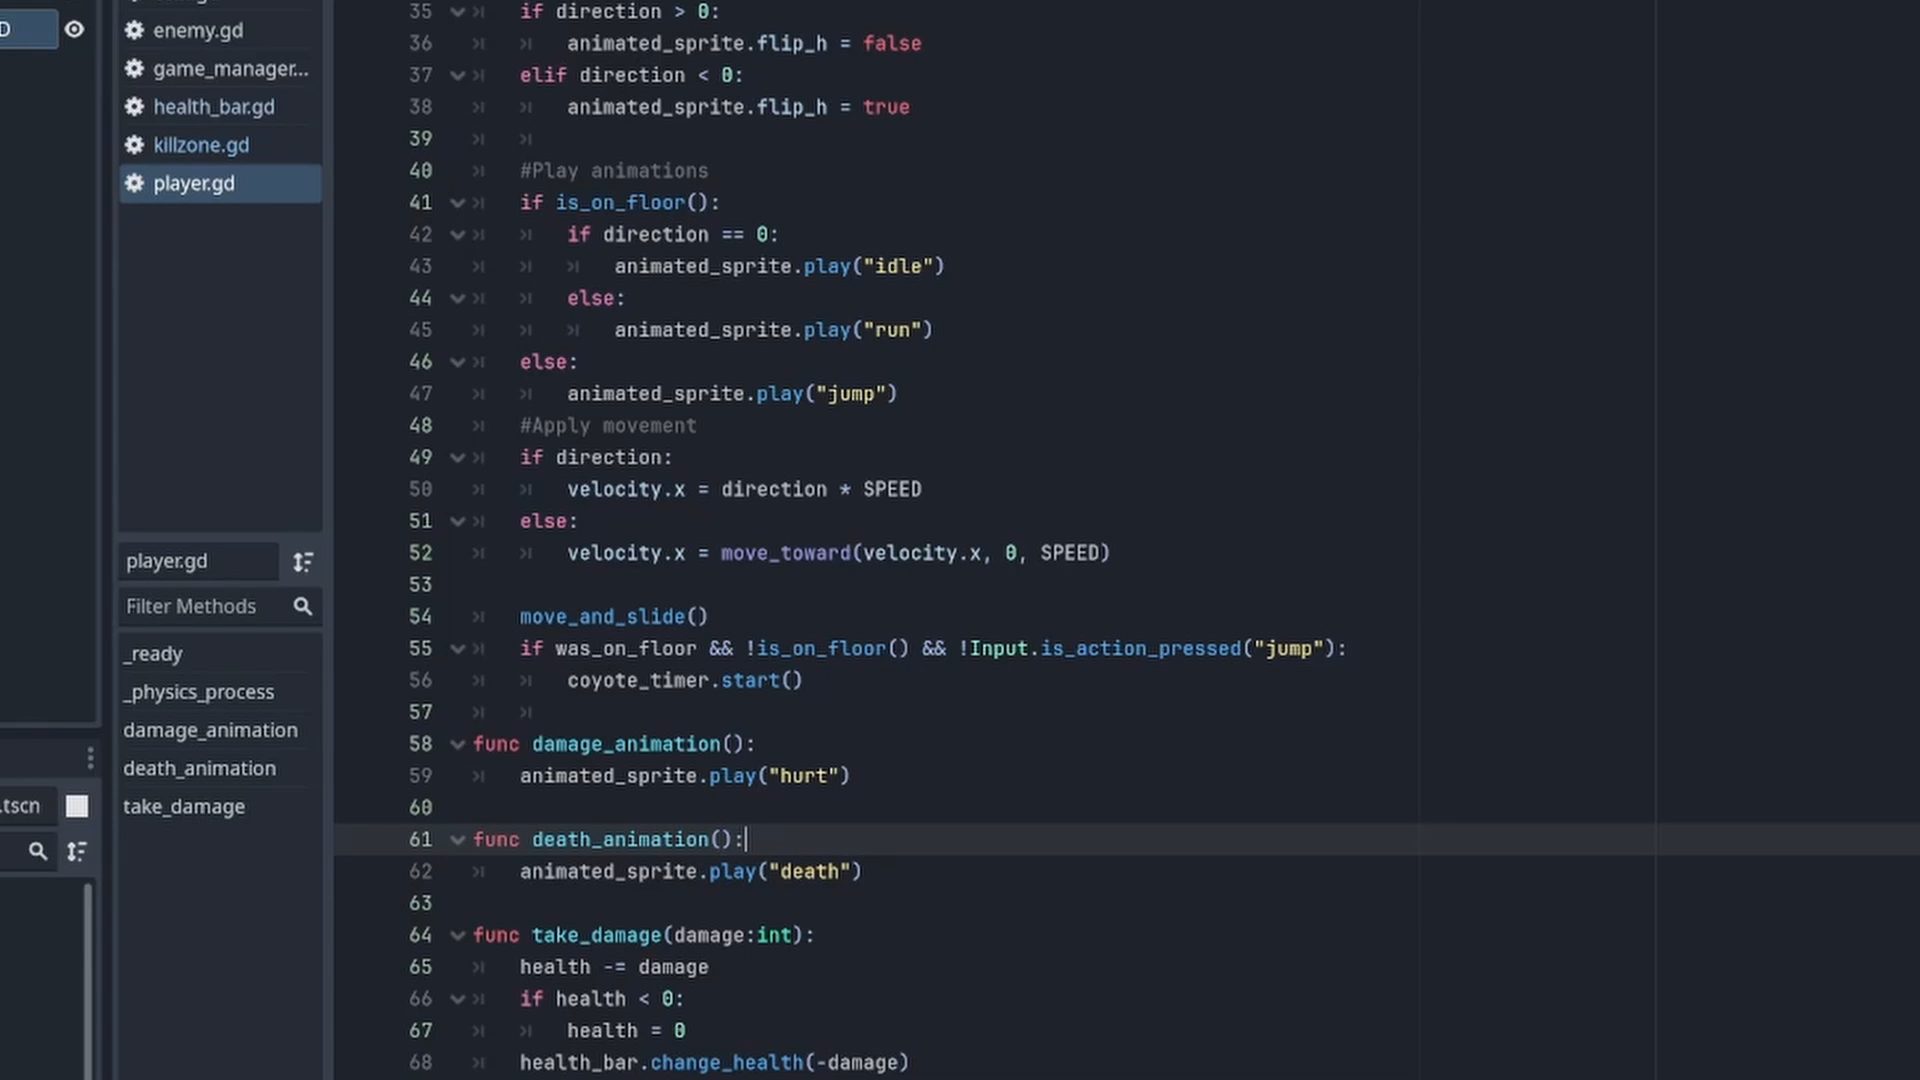 D
enemy.gd
game_manager...
health_bar.gd
killzone.gd
player.gd
player.gd
Filter Methods
_ready
_physics_process
damage_animation
death_animation
take_damage
.tscn
35 if direction > 0:
36 animated_sprite.flip_h = false
37 elif direction < 0:
38 animated_sprite.flip_h = true
39
40 #Play animations
41 if is_on_floor():
42 if direction == 0:
43 animated_sprite.play("idle")
44 else:
45 animated_sprite.play("run")
46 else:
47 animated_sprite.play("jump")
48 #Apply movement
49 if direction:
50 velocity.x = direction * SPEED
51 else:
52 velocity.x = move_toward(velocity.x, 0, SPEED)
53
54 move_and_slide()
55 if was_on_floor && !is_on_floor() && !Input.is_action_pressed("jump"):
56 coyote_timer.start()
57
58 func damage_animation():
59 animated_sprite.play("hurt")
60
61 func death_animation():
62 animated_sprite.play("death")
63
64 func take_damage(damage:int):
65 health -= damage
66 if health < 0:
67 health = 0
68 health_bar.change_health(-damage)